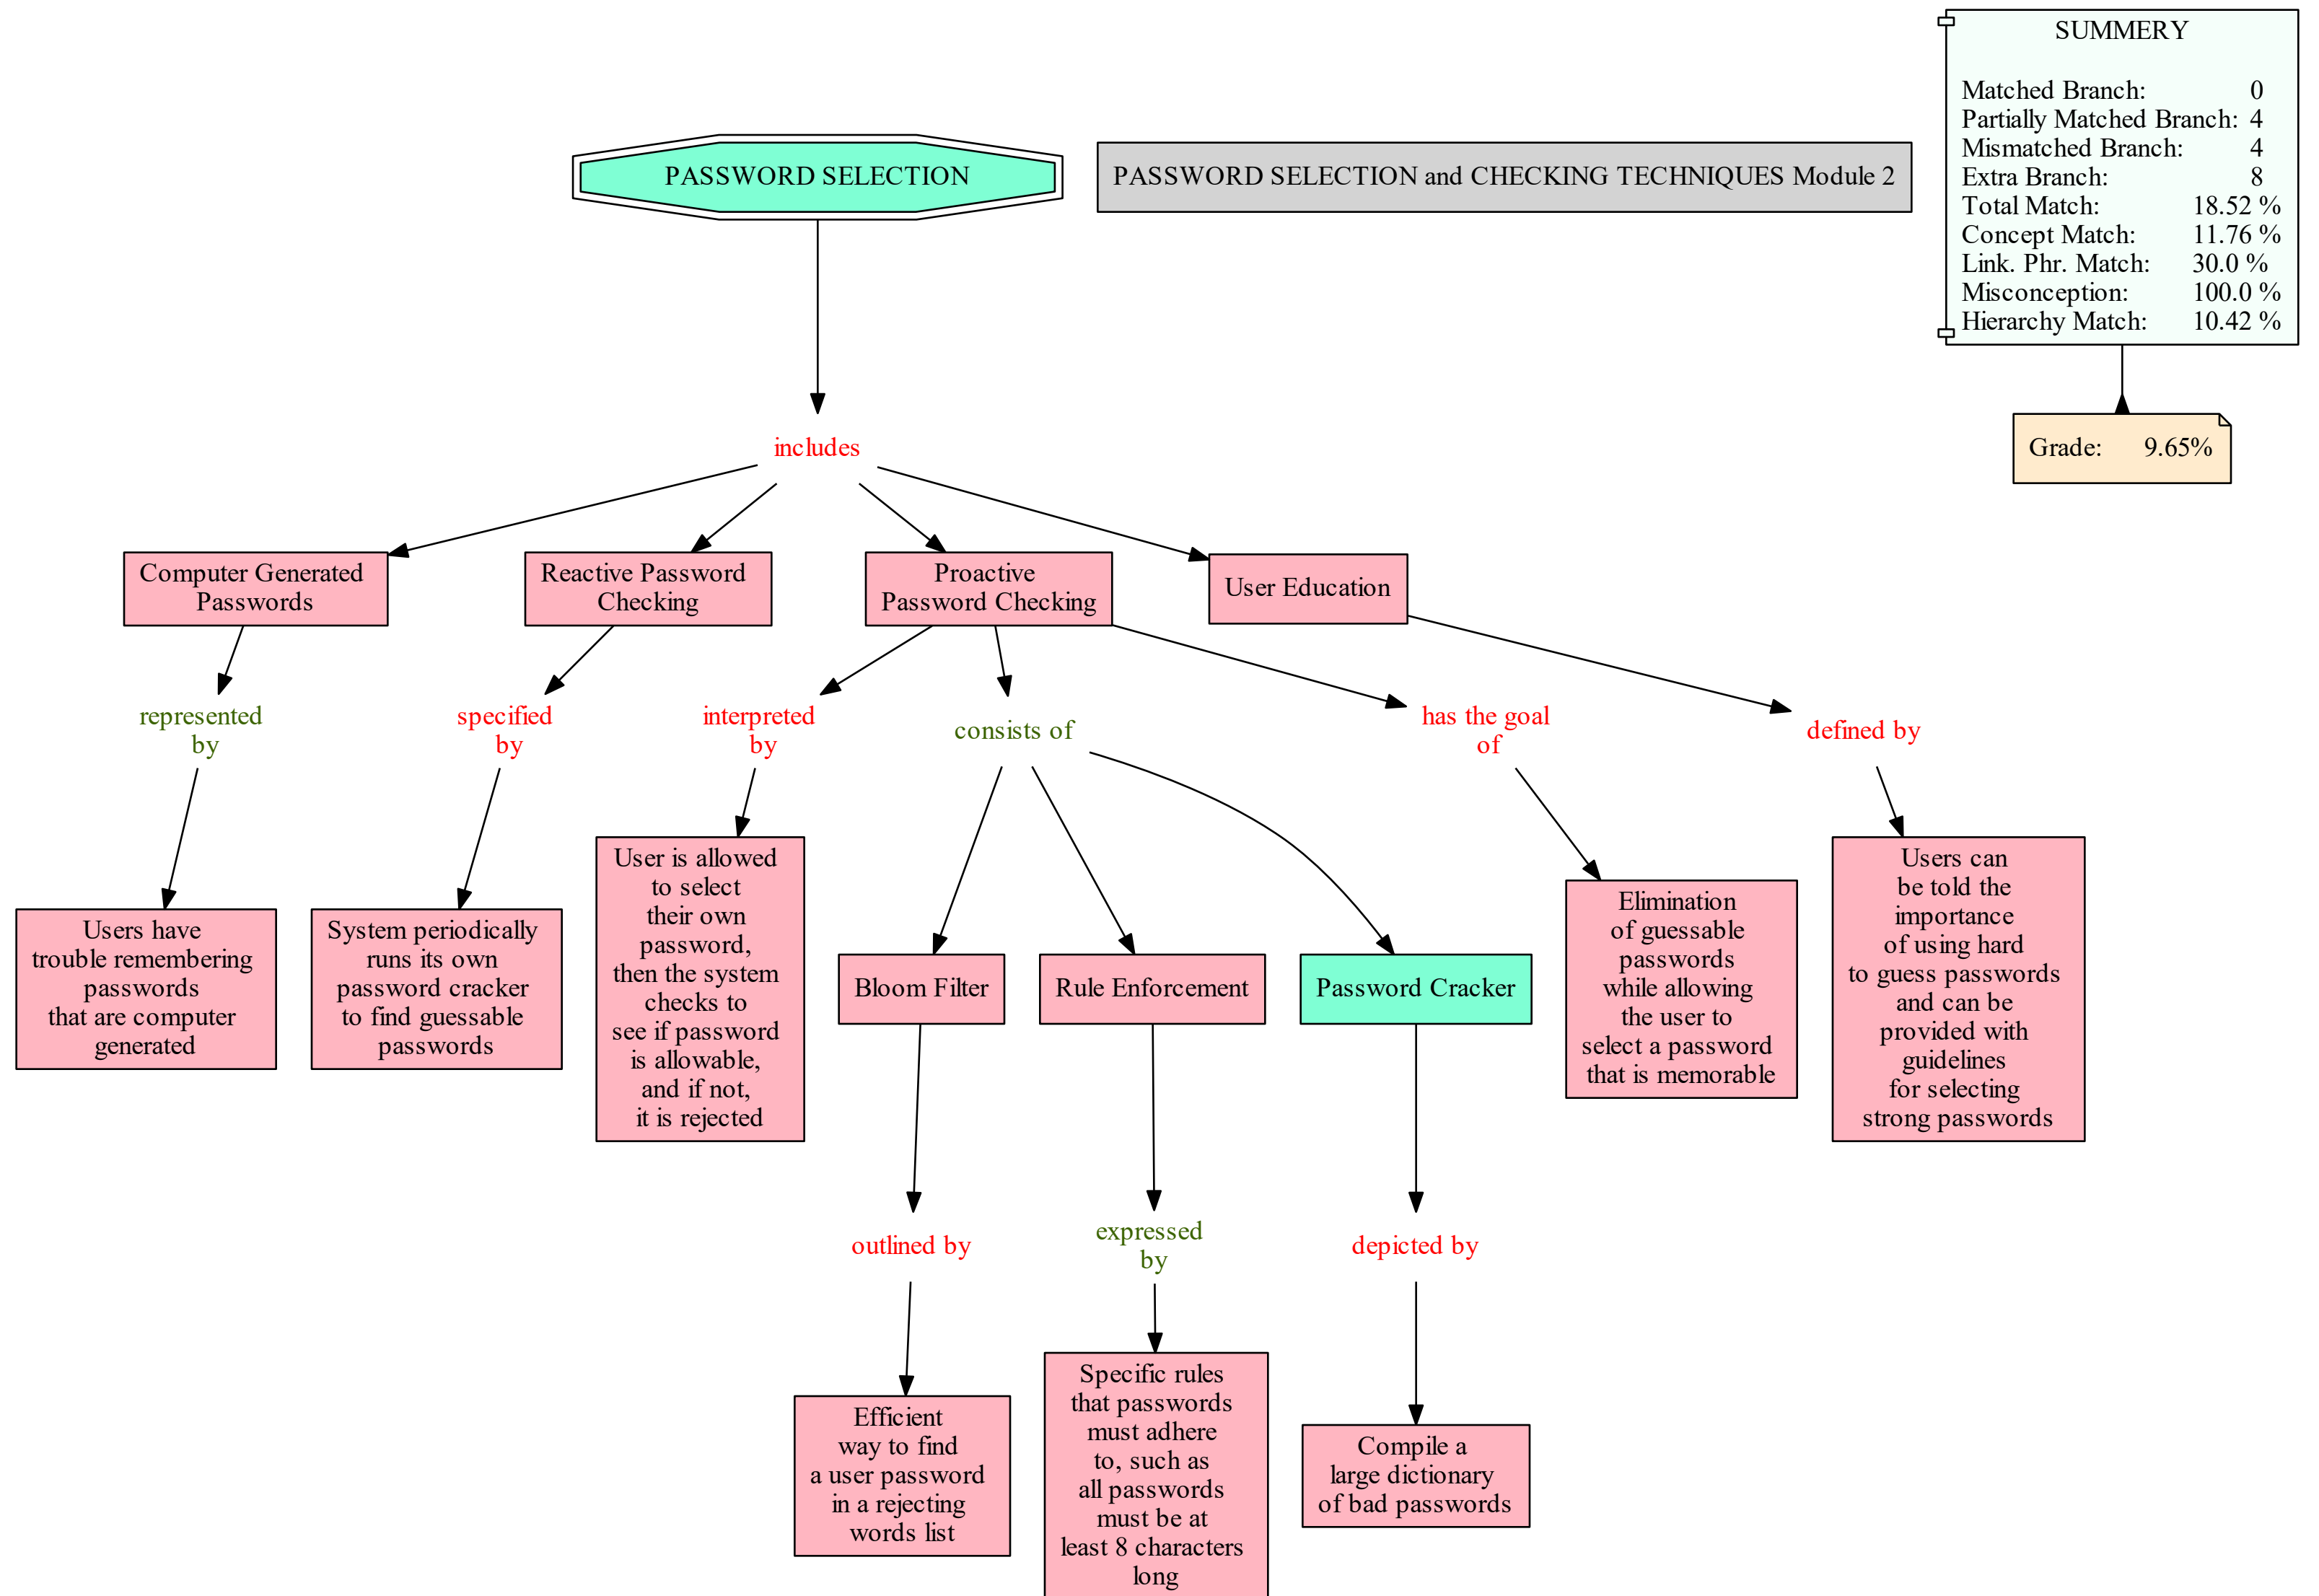 SUMMERY
Matched Branch: 0
Partially Matched Branch: 4
Mismatched Branch: 4
Extra Branch: 8
Total Match: 18.52 %
Concept Match: 11.76 %
Link. Phr. Match: 30.0 %
Misconception: 100.0 %
Hierarchy Match: 10.42 %
PASSWORD SELECTION
PASSWORD SELECTION and CHECKING TECHNIQUES Module 2
Grade: 9.65%
includes
Computer Generated
Passwords
Reactive Password
Checking
Proactive
Password Checking
User Education
represented
by
specified
by
interpreted
by
consists of
has the goal
of
defined by
Users have
trouble remembering
passwords
that are computer
generated
System periodically
runs its own
password cracker
to find guessable
passwords
User is allowed
to select
their own
password,
then the system
checks to
see if password
is allowable,
and if not,
it is rejected
Bloom Filter
Rule Enforcement
Password Cracker
Elimination
of guessable
passwords
while allowing
the user to
select a password
that is memorable
Users can
be told the
importance
of using hard
to guess passwords
and can be
provided with
guidelines
for selecting
strong passwords
outlined by
expressed
by
depicted by
Efficient
way to find
a user password
in a rejecting
words list
Specific rules
that passwords
must adhere
to, such as
all passwords
must be at
least 8 characters
long
Compile a
large dictionary
of bad passwords